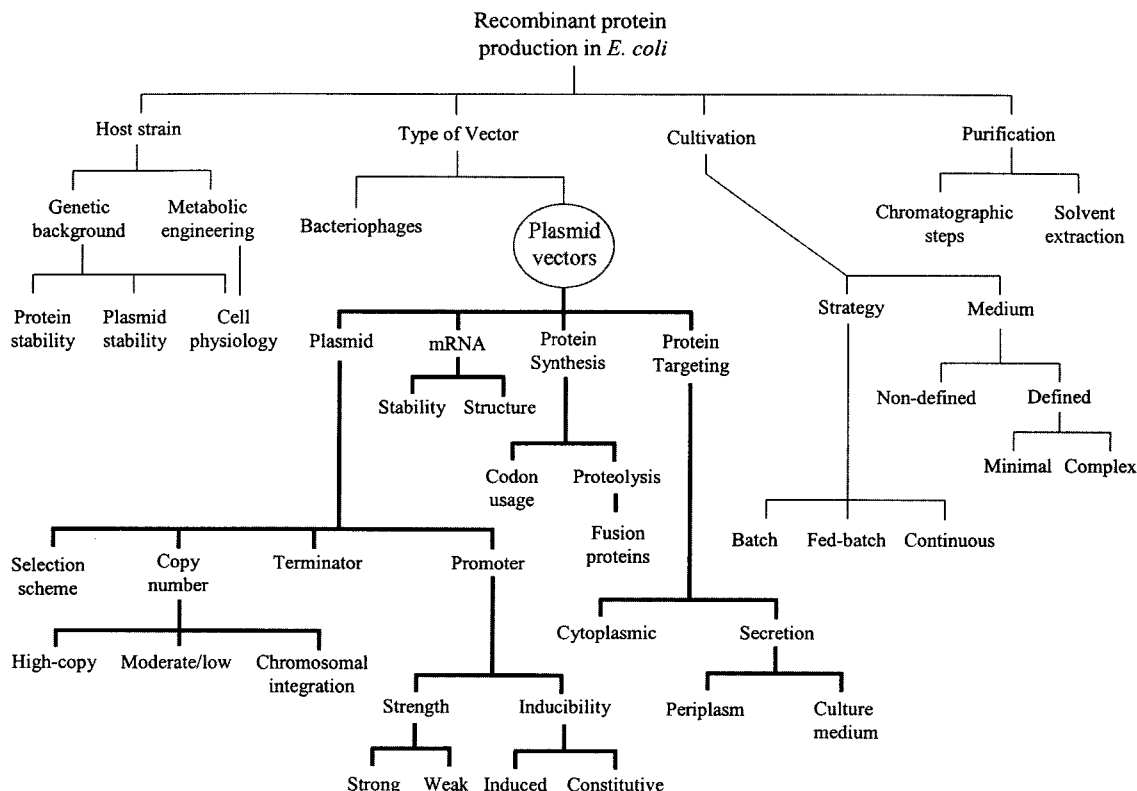 Recombinant protein
production in E. coli
Host strain
Type of Vector
Cultivation
Purification
Genetic
background
Metabolic
engineering
Bacteriophages
Plasmid
vectors
Chromatographic
steps
Solvent
extraction
Protein
stability
Plasmid
stability
Cell
physiology
Strategy
Medium
Plasmid
mRNA
Protein
Synthesis
Protein
Targeting
Stability
Structure
Non-defined
Defined
Minimal
Complex
Codon
usage
Proteolysis
Fusion
proteins
Batch
Fed-batch
Continuous
Selection
scheme
Copy
number
Terminator
Promoter
Cytoplasmic
Secretion
High-copy
Moderate/low
Chromosomal
integration
Strength
Inducibility
Periplasm
Culture
medium
Strong
Weak
Induced
Constitutive